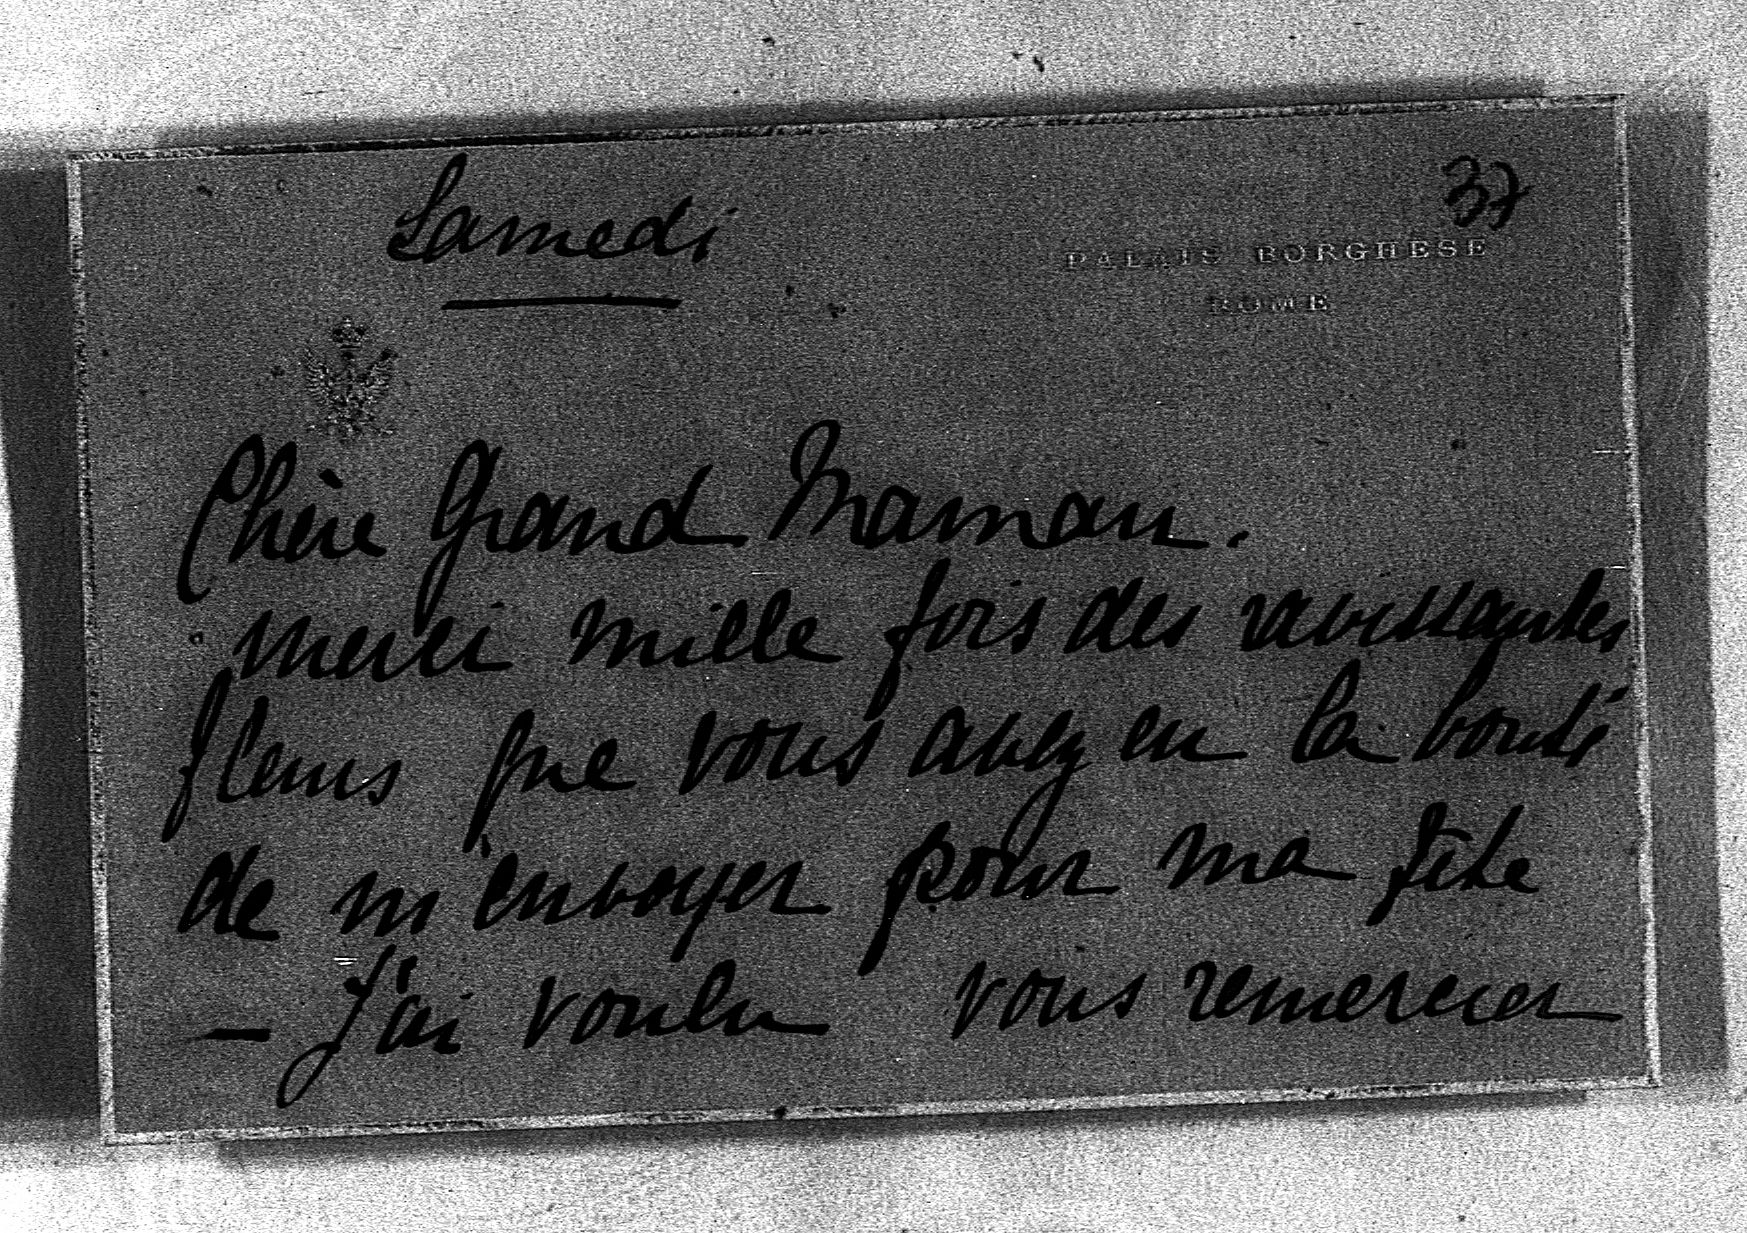 Samedi
37
PALAIS BORGHESE
ROME
Chère Grand Maman.
merci mille fois des ravissantes
fleurs que vous avez eu la bonté
de m'envoyer pour ma fête
— J'ai voulu vous remercier